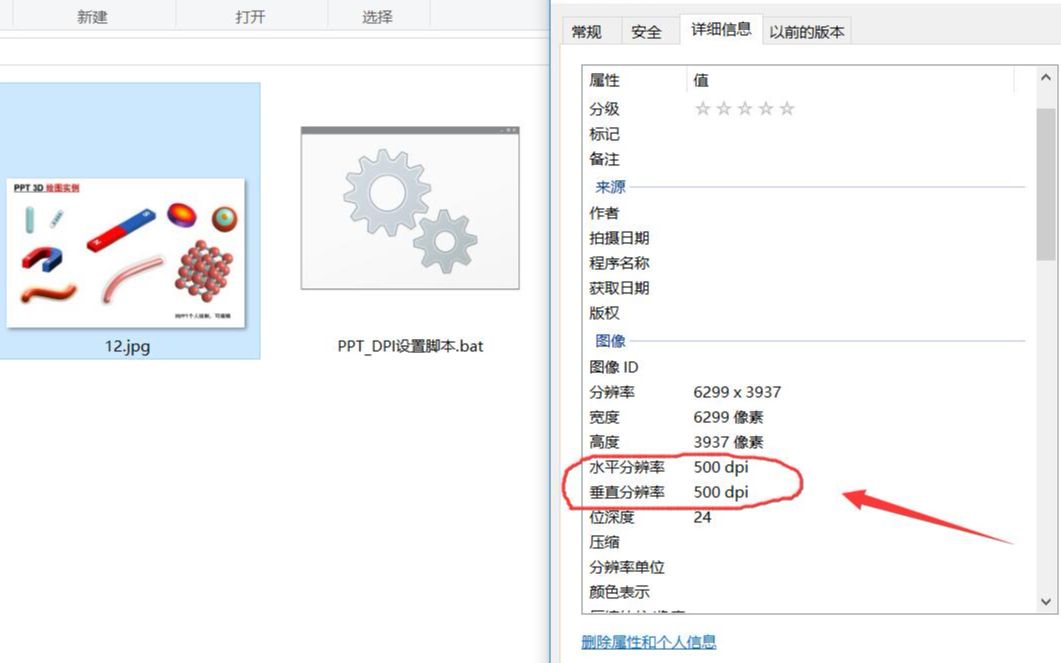 新建
打开
选择
常规
安全
详细信息
以前的版本
PPT 3D 绘图实例
12.jpg
PPT_DPI设置脚本.bat
属性 值
分级
标记
备注
来源
作者
拍摄日期
程序名称
获取日期
版权
图像
图像 ID
分辨率 6299 x 3937
宽度 6299 像素
高度 3937 像素
水平分辨率 500 dpi
垂直分辨率 500 dpi
位深度 24
压缩
分辨率单位
颜色表示
删除属性和个人信息